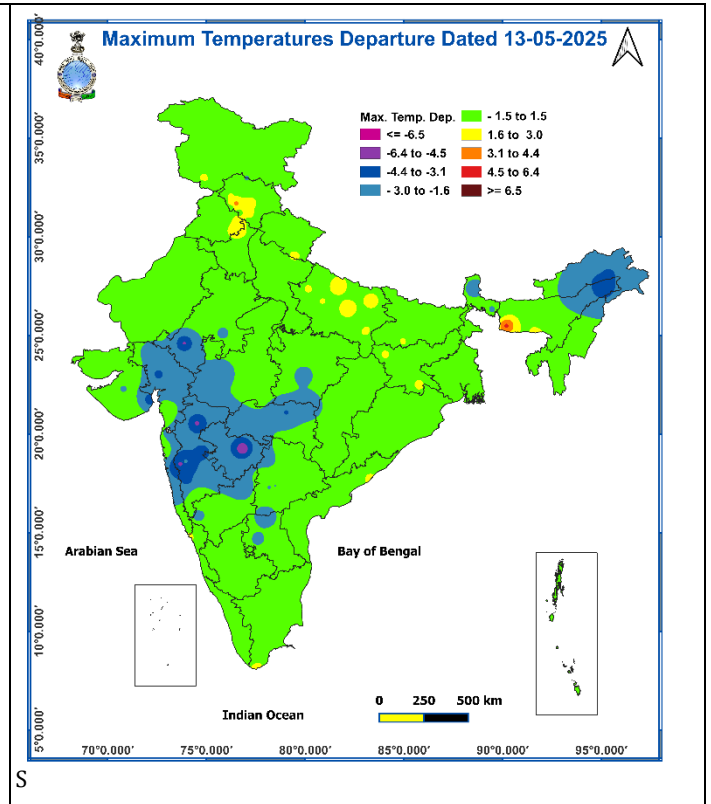 Maximum Temperatures Departure Dated 13-05-2025
Max. Temp. Dep.
<= -6.5
-6.4 to -4.5
-4.4 to -3.1
- 3.0 to -1.6
- 1.5 to 1.5
1.6 to 3.0
3.1 to 4.4
4.5 to 6.4
>= 6.5
40°0.000'
35°0.000'
30°0.000'
25°0.000'
20°0.000'
15°0.000'
10°0.000'
5°0.000'
Arabian Sea
Bay of Bengal
Indian Ocean
0 250 500 km
70°0.000' 75°0.000' 80°0.000' 85°0.000' 90°0.000' 95°0.000'
S